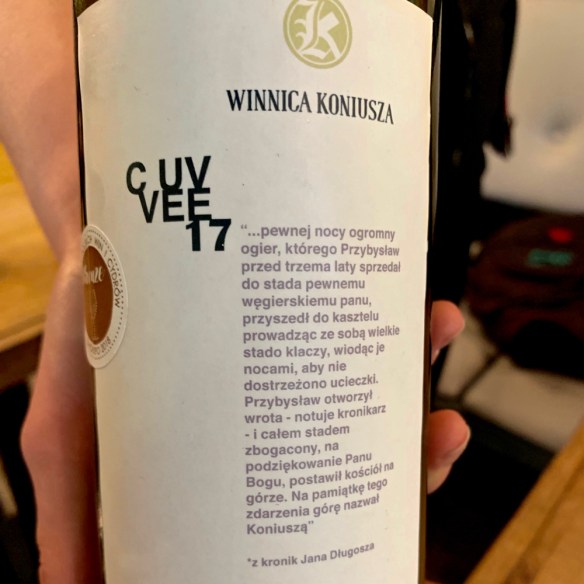 K
WINNICA KONIUSZA
C UV
VEE
17
"...pewnej nocy ogromny
ogier, którego Przybysław
przed trzema laty sprzedał
do stada pewnemu
węgierskiemu panu,
przyszedł do kasztelu
prowadząc ze sobą wielkie
stado klaczy, wiodąc je
nocami, aby nie
dostrzeżono ucieczki.
Przybysław otworzył
wrota - notuje kronikarz
- i całem stadem
zbogacony, na
podziękowanie Panu
Bogu, postawił kościół na
górze. Na pamiątkę tego
zdarzenia górę nazwał
Koniuszą"
*z kronik Jana Długosza
WIN I CYDRÓW